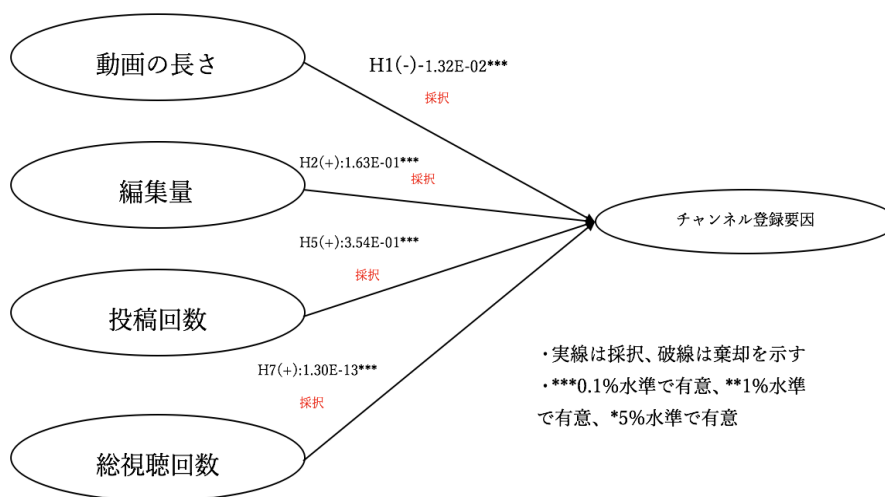 動画の長さ
H1(-)-1.32E-02***
採択
編集量
H2(+):1.63E-01***
採択
チャンネル登録要因
投稿回数
H5(+):3.54E-01***
採択
総視聴回数
H7(+):1.30E-13***
採択
・実線は採択、破線は棄却を示す
・***0.1%水準で有意、**1%水準
で有意、*5%水準で有意